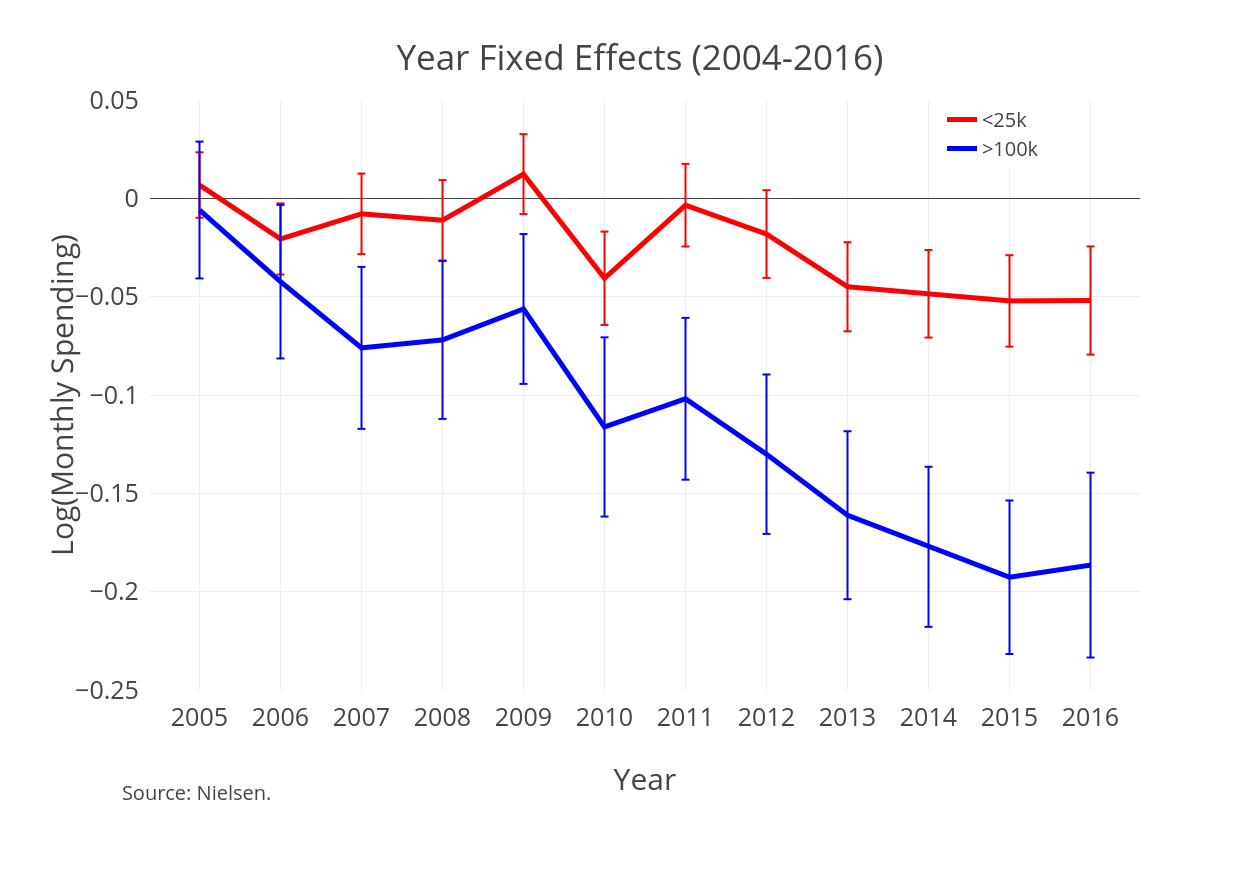 Year Fixed Effects (2004-2016)
<25k
>100k
0.05
0
−0.05
−0.1
−0.15
−0.2
−0.25
Log(Monthly Spending)
2005 2006 2007 2008 2009 2010 2011 2012 2013 2014 2015 2016
Year
Source: Nielsen.